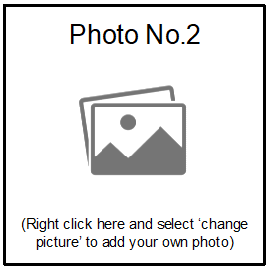 Photo No.2
(Right click here and select ‘change
picture’ to add your own photo)